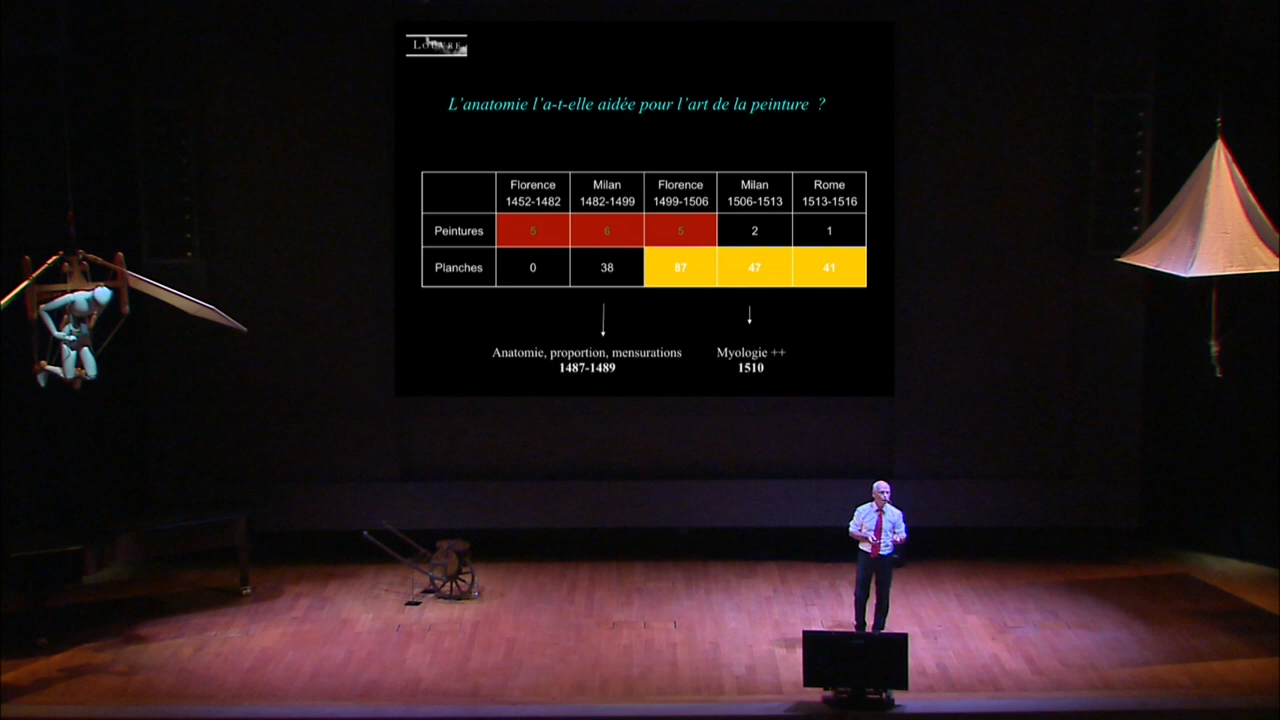 LOUVRE
L'anatomie l'a-t-elle aidée pour l'art de la peinture ?
Florence Milan Florence Milan Rome
1452-1482 1482-1499 1499-1506 1506-1513 1513-1516
Peintures 5 6 5 2 1
Planches 0 38 87 47 41
Anatomie, proportion, mensurations Myologie ++
1487-1489 1510